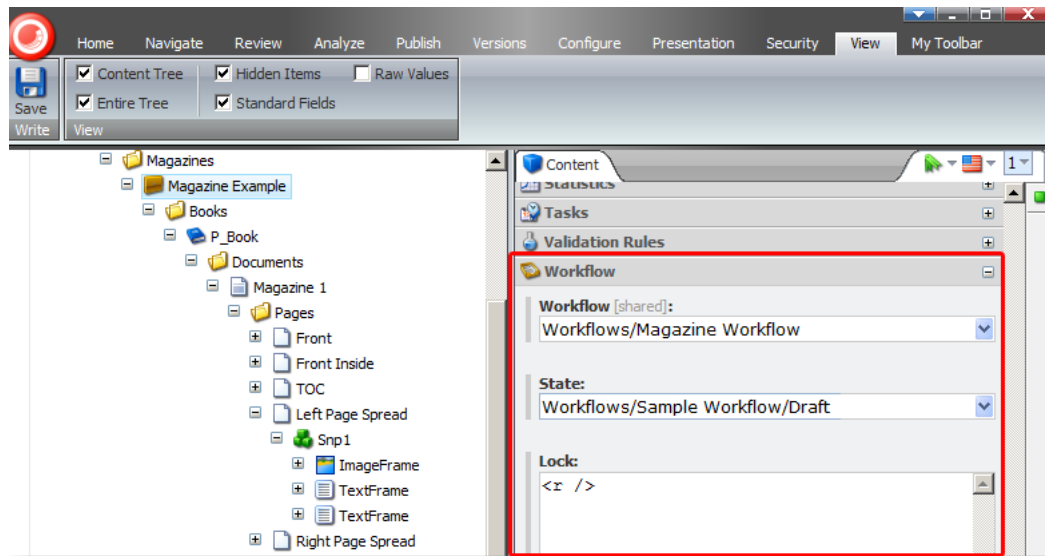 Home Navigate Review Analyze Publish Versions Configure Presentation Security View My Toolbar
Save
Write
Content Tree Hidden Items Raw Values
Entire Tree Standard Fields
View
Magazines
Magazine Example
Books
P_Book
Documents
Magazine 1
Pages
Front
Front Inside
TOC
Left Page Spread
Snp1
ImageFrame
TextFrame
TextFrame
Right Page Spread
Content
1
Statistics
Tasks
Validation Rules
Workflow
Workflow [shared]:
Workflows/Magazine Workflow
State:
Workflows/Sample Workflow/Draft
Lock:
<r />